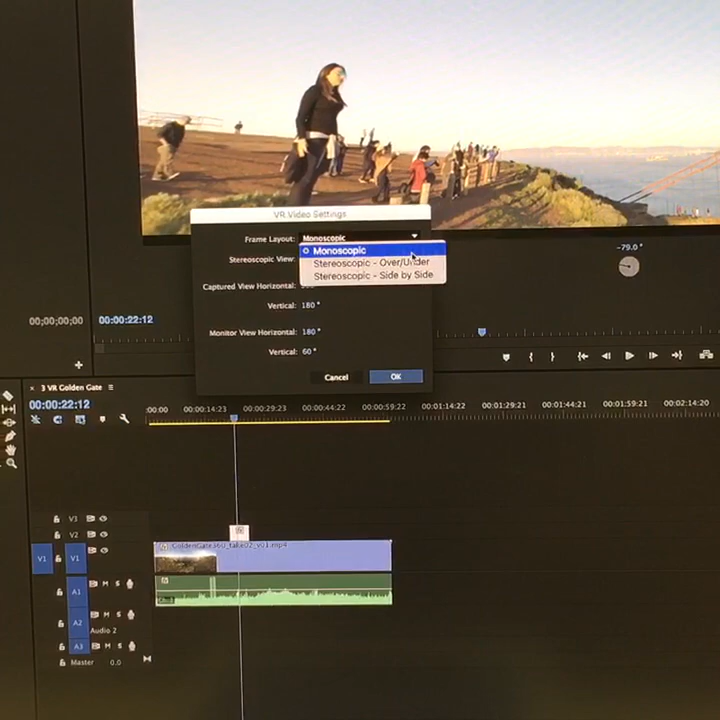 VR Video Settings
Frame Layout: Monoscopic
Monoscopic
Stereoscopic - Over/Under
Stereoscopic View:
Stereoscopic - Side by Side
Captured View Horizontal:
Vertical: 180°
Monitor View Horizontal: 180°
Vertical: 60°
Cancel OK
-79.0°
00;00;00;00 00:00:22:12
3 VR Golden Gate
00:00:22:12
:00:00 00:00:14:23 00:00:29:23 00:00:44:22 00:00:59:22 00:01:14:22 00:01:29:21 00:01:44:21 00:01:59:21 00:02:14:20
V3
V2
GoldenGate360_take02_v01.mp4
V1 V1
A1 M S
A2 M S
Audio 2
A3 M S
Master 0.0